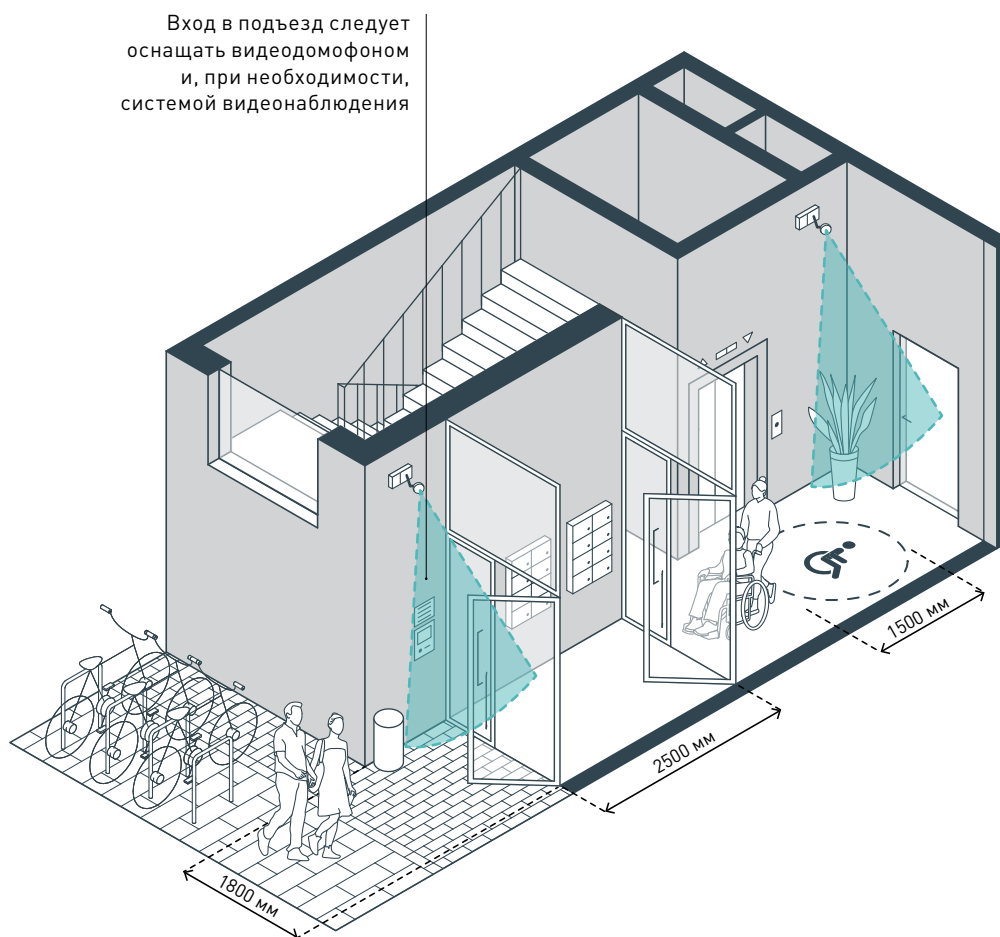 Вход в подъезд следует
оснащать видеодомофоном
и, при необходимости,
системой видеонаблюдения
1500 мм
2500 мм
1800 мм